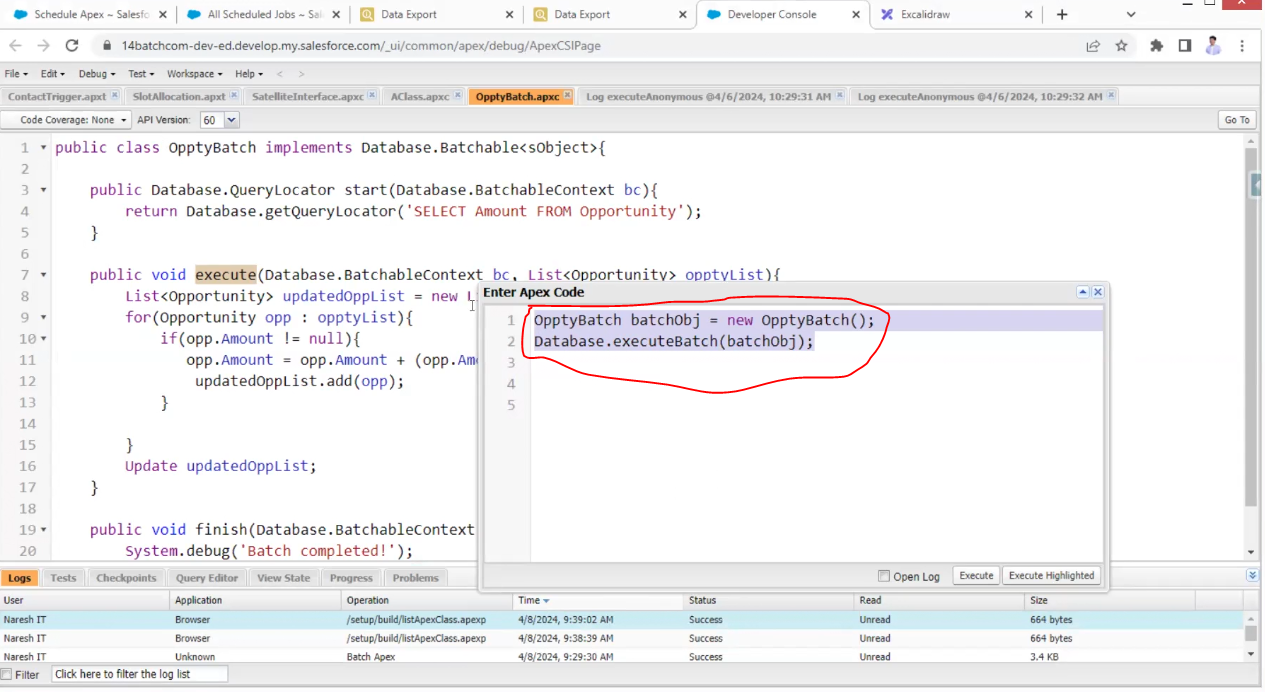 Schedule Apex ~ Salesfo
All Scheduled Jobs ~ Sal
Data Export
Data Export
Developer Console
Excalidraw
14batchcom-dev-ed.develop.my.salesforce.com/_ui/common/apex/debug/ApexCSIPage
File Edit Debug Test Workspace Help < >
ContactTrigger.apxt SlotAllocation.apxt SatelliteInterface.apxc AClass.apxc OpptyBatch.apxc Log executeAnonymous @4/6/2024, 10:29:31 AM Log executeAnonymous @4/6/2024, 10:29:32 AM
Code Coverage: None API Version: 60 Go To
1 public class OpptyBatch implements Database.Batchable<sObject>{
2
3 public Database.QueryLocator start(Database.BatchableContext bc){
4 return Database.getQueryLocator('SELECT Amount FROM Opportunity');
5 }
6
7 public void execute(Database.BatchableContext bc, List<Opportunity> opptyList){
8 List<Opportunity> updatedOppList = new L
9 for(Opportunity opp : opptyList){
10 if(opp.Amount != null){
11 opp.Amount = opp.Amount + (opp.Am
12 updatedOppList.add(opp);
13 }
14
15 }
16 Update updatedOppList;
17 }
18
19 public void finish(Database.BatchableContext
20 System.debug('Batch completed!');
Enter Apex Code
1 OpptyBatch batchObj = new OpptyBatch();
2 Database.executeBatch(batchObj);
3
4
5
Open Log Execute Execute Highlighted
Logs Tests Checkpoints Query Editor View State Progress Problems
User Application Operation Time Status Read Size
Naresh IT Browser /setup/build/listApexClass.apexp 4/8/2024, 9:39:02 AM Success Unread 664 bytes
Naresh IT Browser /setup/build/listApexClass.apexp 4/8/2024, 9:38:39 AM Success Unread 664 bytes
Naresh IT Unknown Batch Apex 4/8/2024, 9:29:30 AM Success Unread 3.4 KB
Filter Click here to filter the log list